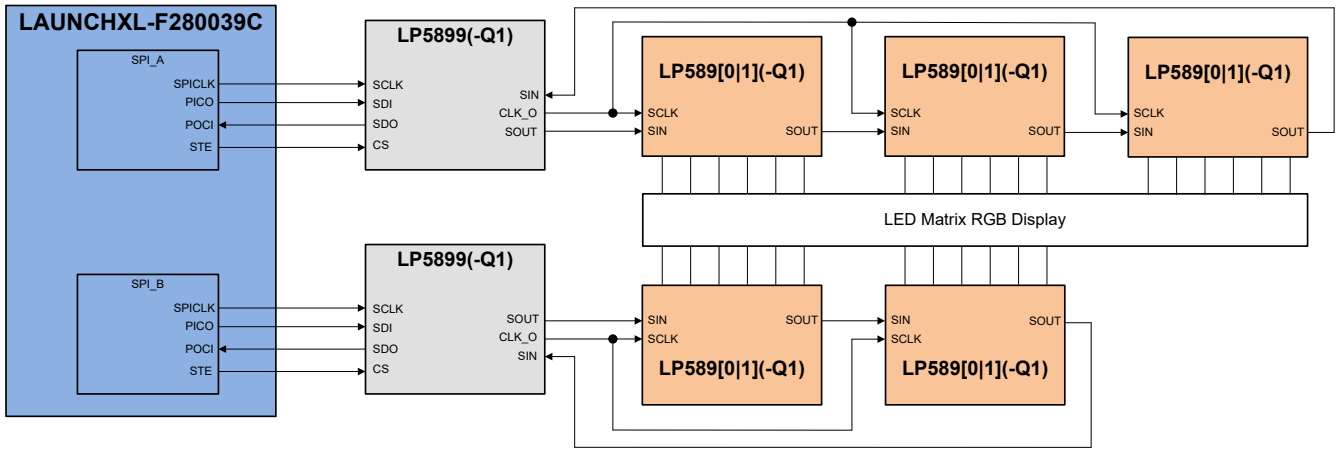 LAUNCHXL-F280039C
SPI_A
SPICLK
PICO
POCI
STE
LP5899(-Q1)
SCLK
SDI
SDO
CS
SIN
CLK_O
SOUT
LP589[0|1](-Q1)
SCLK
SIN
SOUT
LP589[0|1](-Q1)
SCLK
SIN
SOUT
LP589[0|1](-Q1)
SCLK
SIN
SOUT
LED Matrix RGB Display
SPI_B
SPICLK
PICO
POCI
STE
LP5899(-Q1)
SCLK
SDI
SDO
CS
SOUT
CLK_O
SIN
SIN
SOUT
SCLK
LP589[0|1](-Q1)
SIN
SOUT
SCLK
LP589[0|1](-Q1)